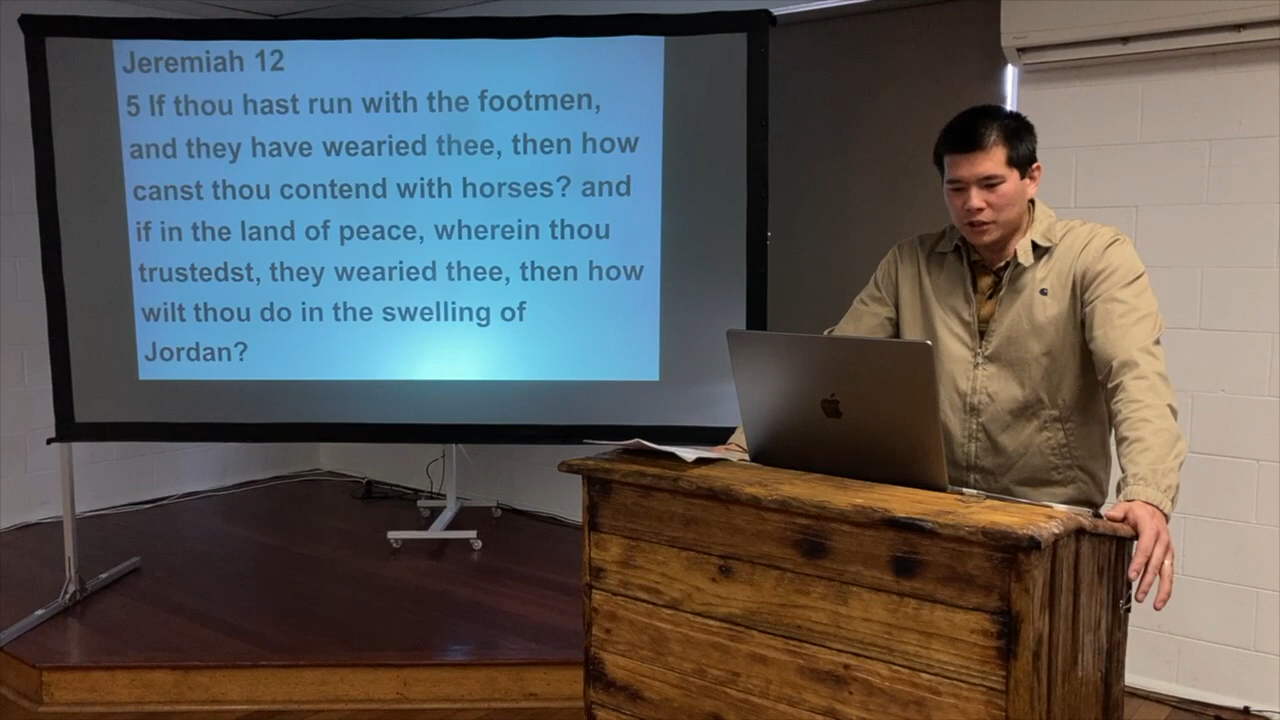 Jeremiah 12
5 If thou hast run with the footmen,
and they have wearied thee, then how
canst thou contend with horses? and
if in the land of peace, wherein thou
trustedst, they wearied thee, then how
wilt thou do in the swelling of
Jordan?